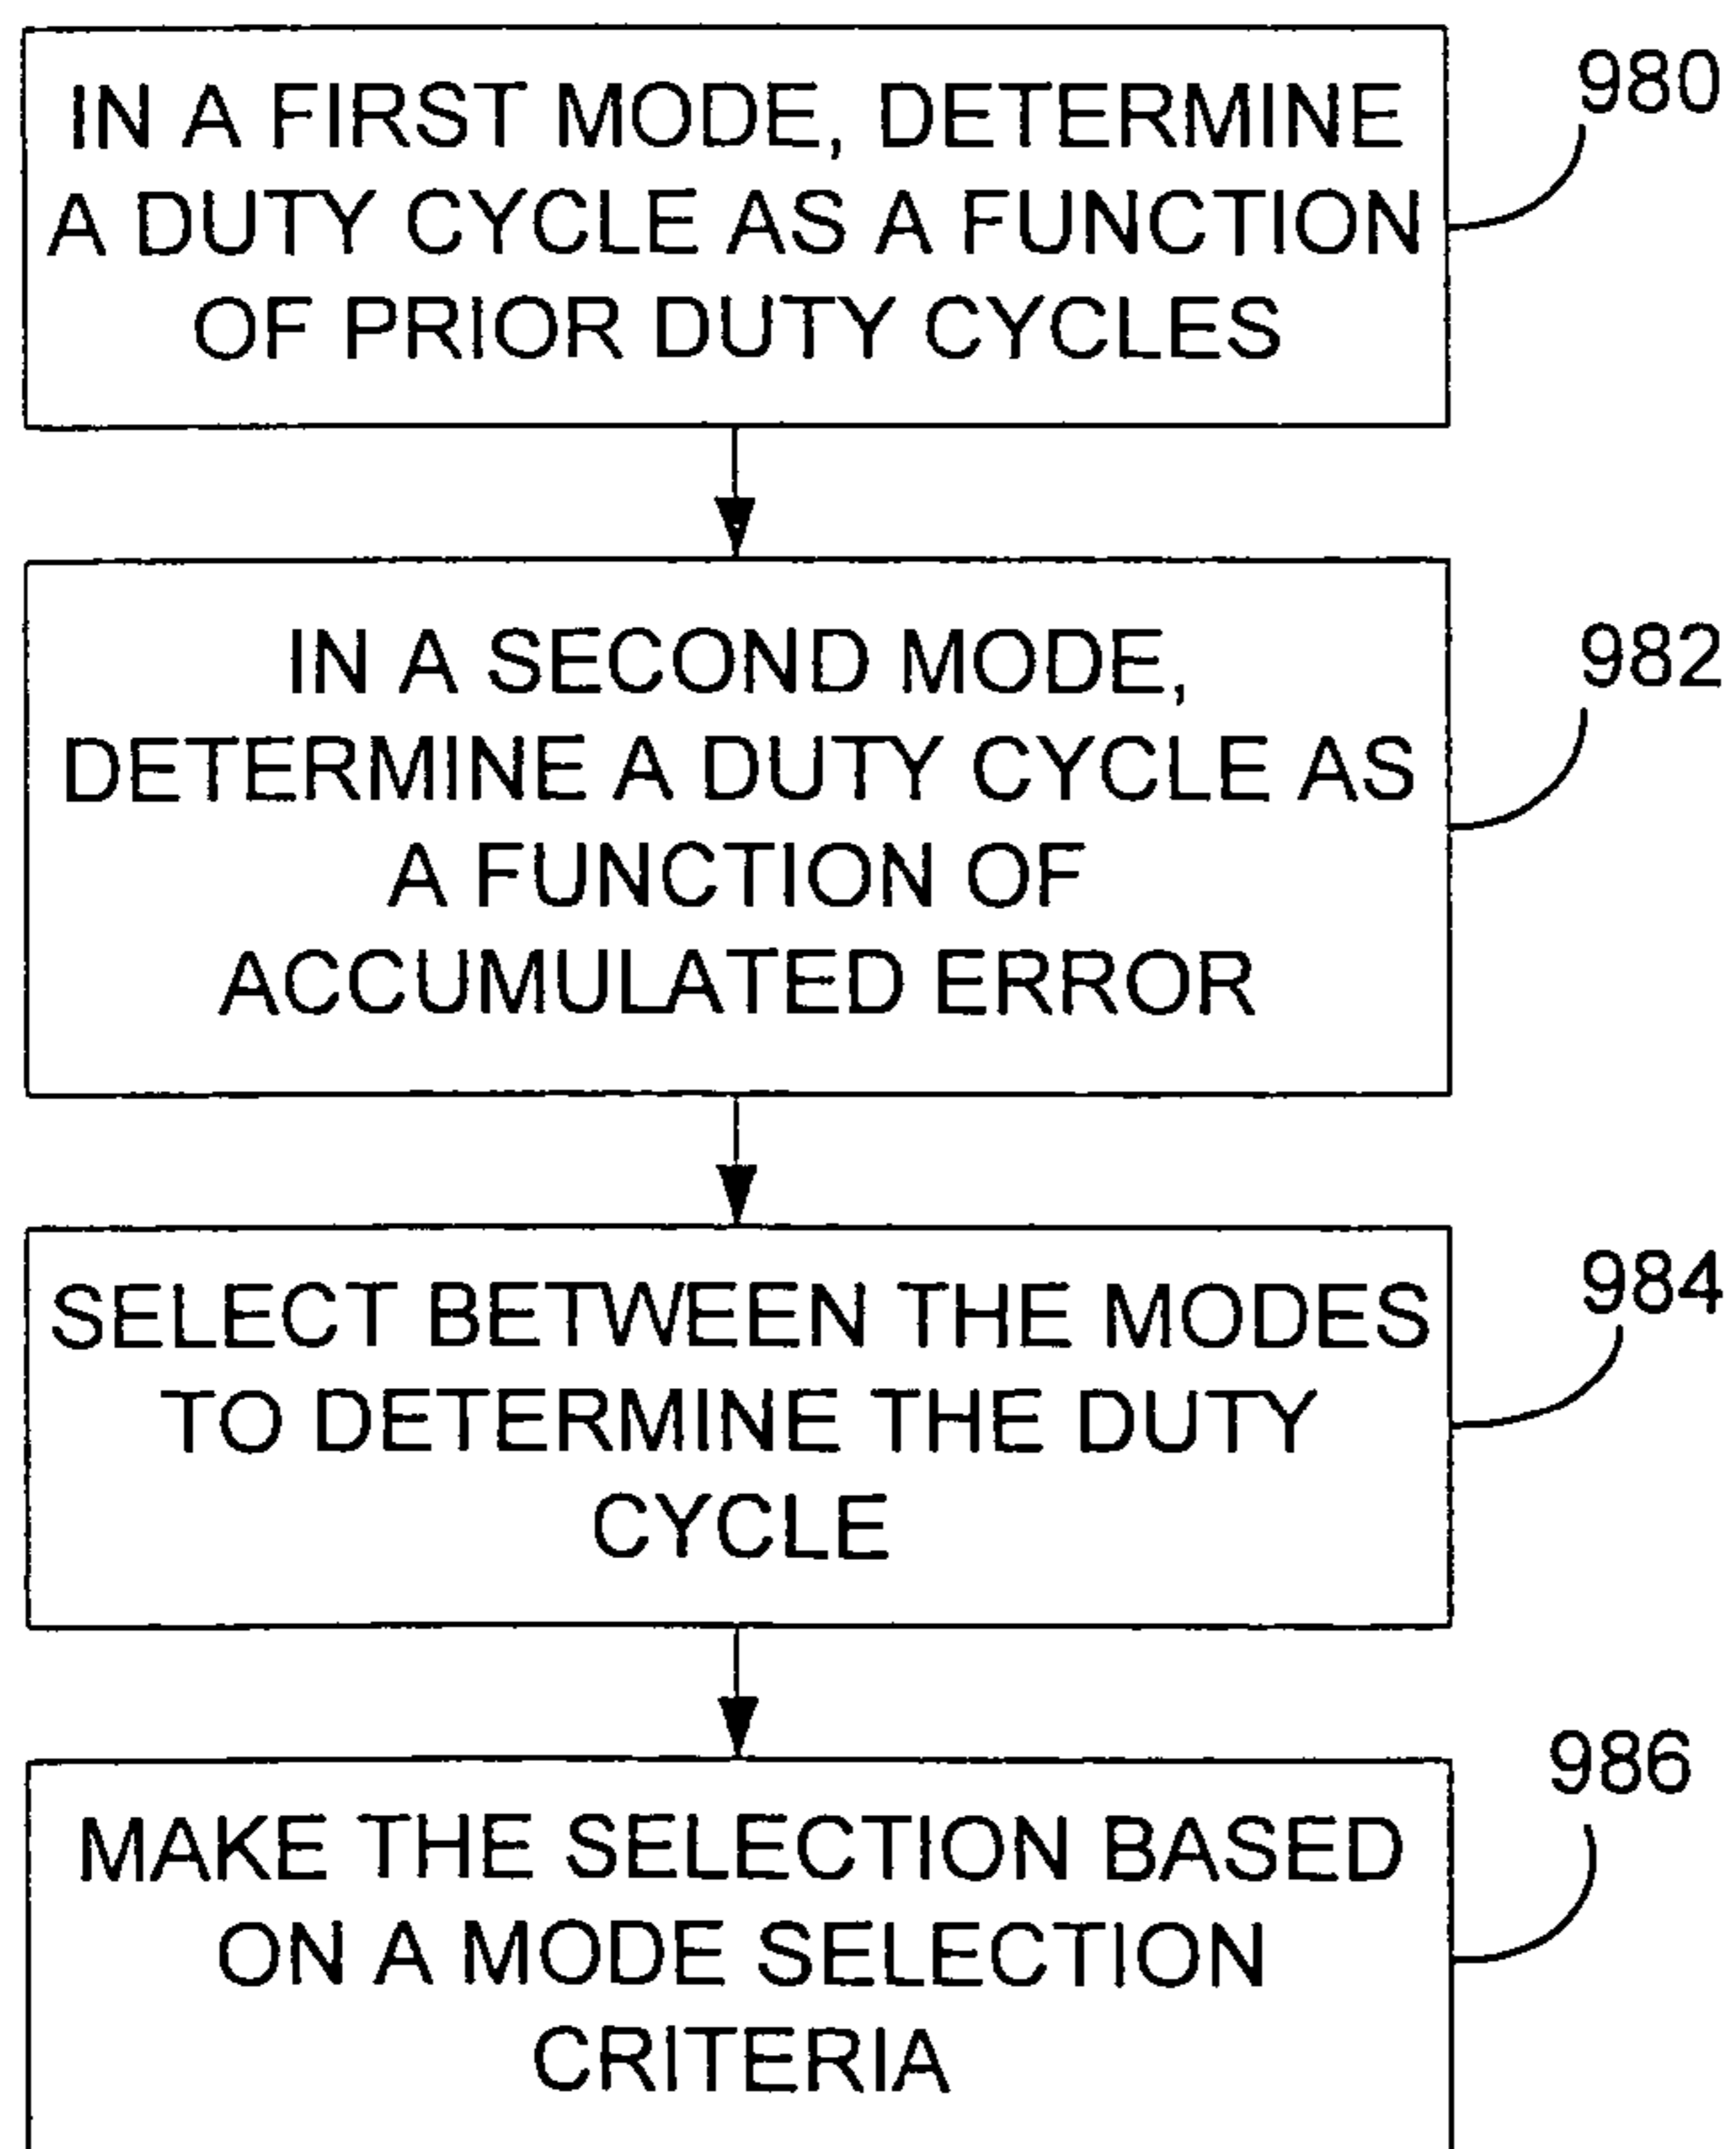 IN A FIRST MODE, DETERMINE
A DUTY CYCLE AS A FUNCTION
OF PRIOR DUTY CYCLES
980
IN A SECOND MODE,
DETERMINE A DUTY CYCLE AS
A FUNCTION OF
ACCUMULATED ERROR
982
SELECT BETWEEN THE MODES
TO DETERMINE THE DUTY
CYCLE
984
MAKE THE SELECTION BASED
ON A MODE SELECTION
CRITERIA
986